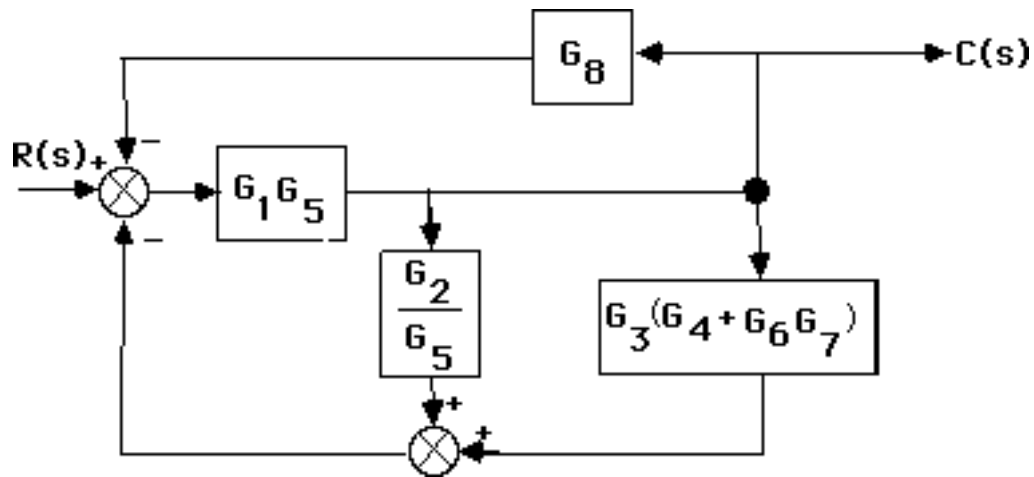 G8
C(s)
R(s)
+
−
G1G5
−
G2
G5
G3(G4+G6G7)
+
+